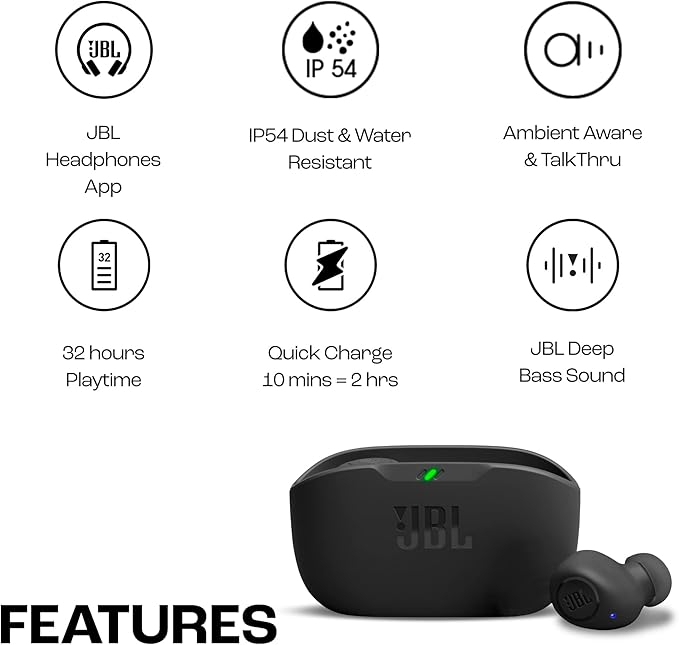 JBL
IP 54
JBL
Headphones
App
IP54 Dust & Water
Resistant
Ambient Aware
& TalkThru
32
32 hours
Playtime
Quick Charge
10 mins = 2 hrs
JBL Deep
Bass Sound
JBL
JBL
FEATURES